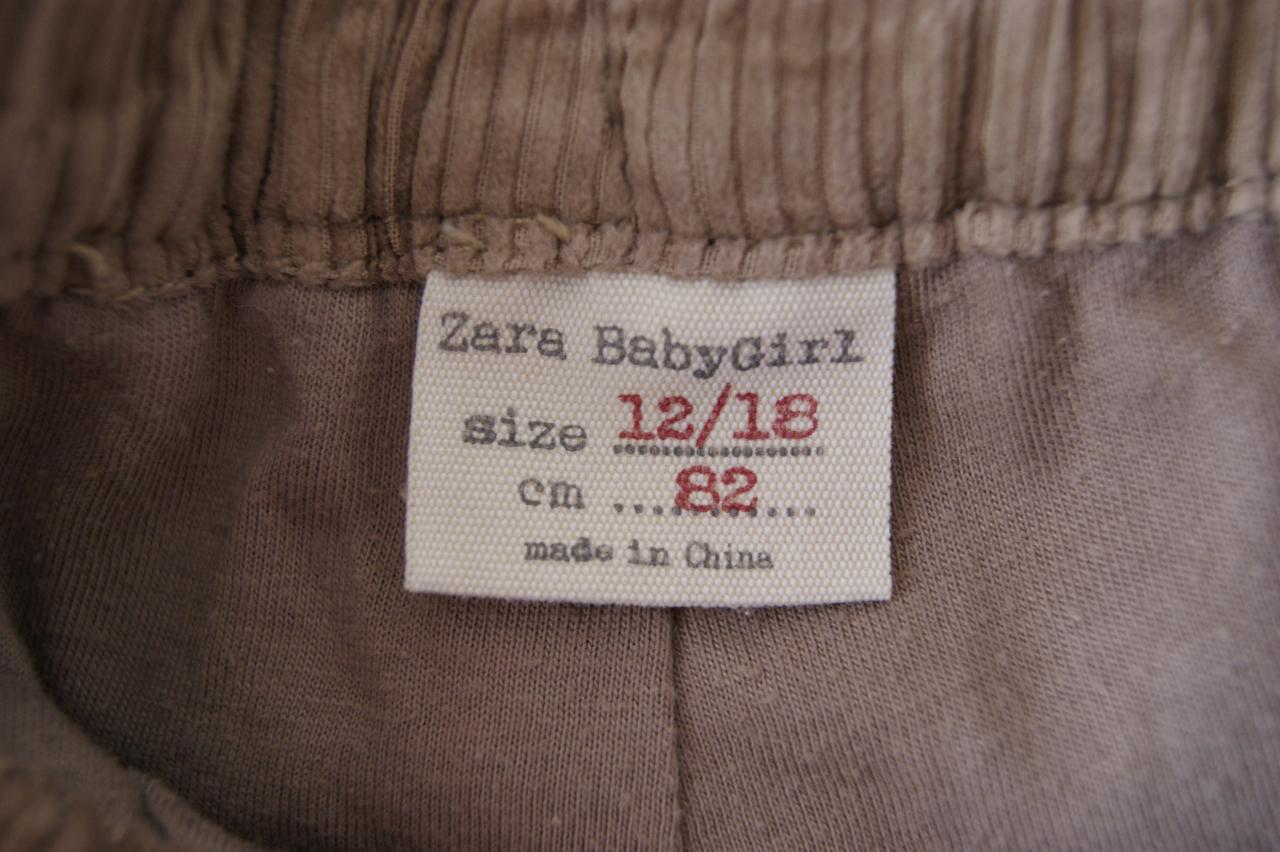 Zara BabyGirl
size 12/18
cm ....82....
made in China